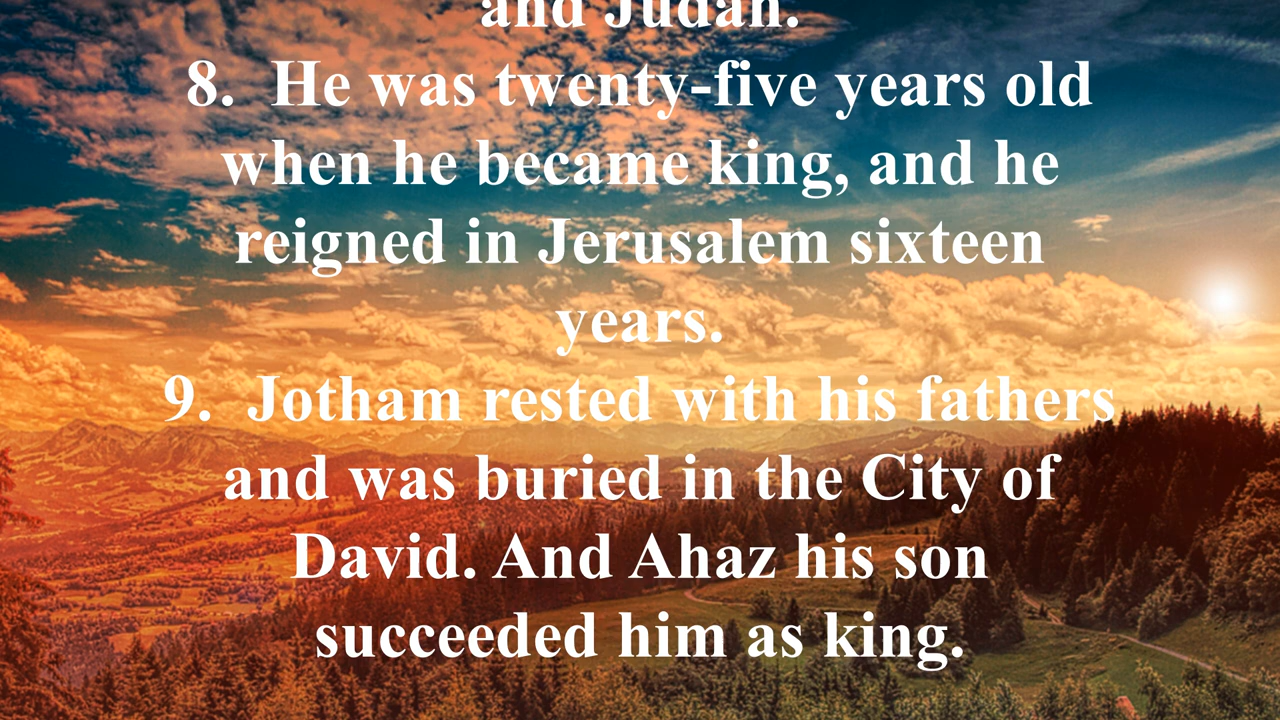 and Judah.
8. He was twenty-five years old
when he became king, and he
reigned in Jerusalem sixteen
years.
9. Jotham rested with his fathers
and was buried in the City of
David. And Ahaz his son
succeeded him as king.